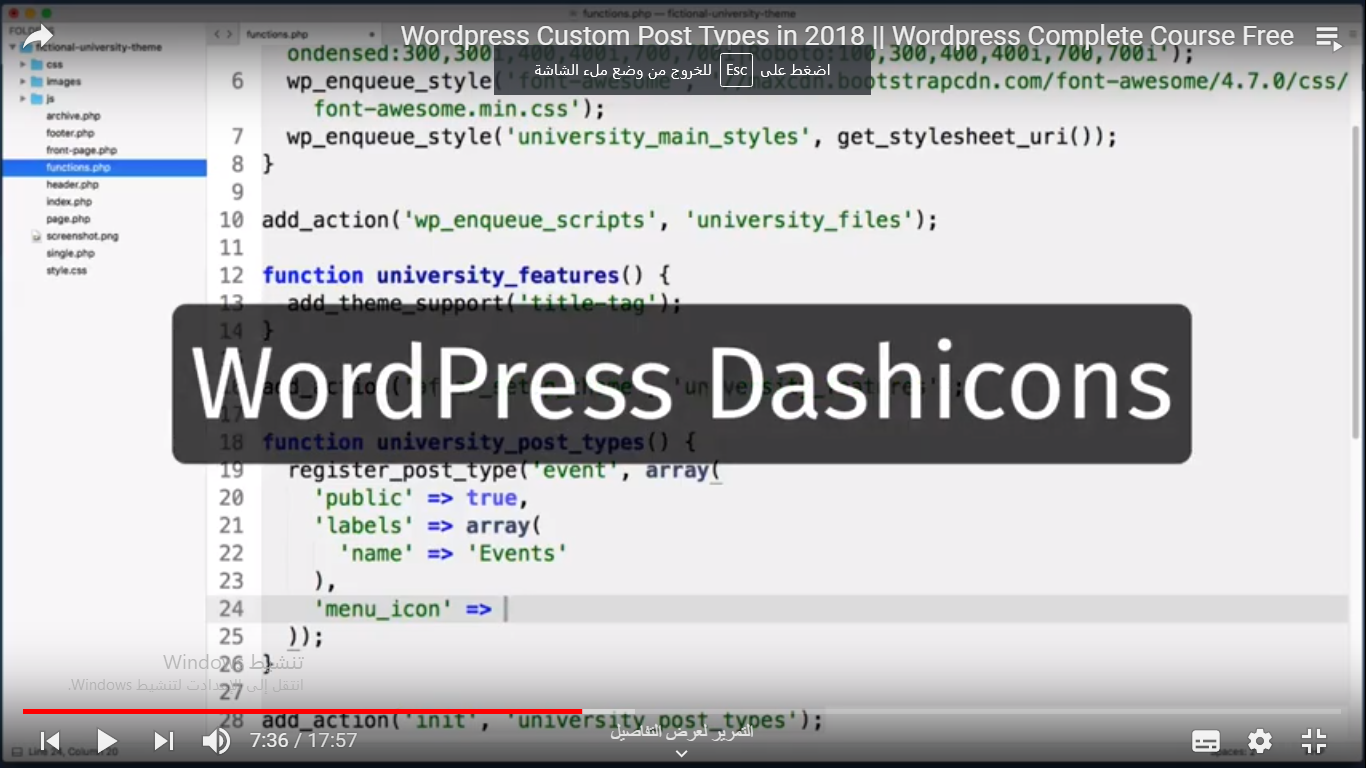 functions.php — fictional-university-theme
Wordpress Custom Post Types in 2018 || Wordpress Complete Course Free
اضغط على Esc للخروج من وضع ملء الشاشة
fictional-university-theme
css
images
js
archive.php
footer.php
front-page.php
functions.php
header.php
index.php
page.php
screenshot.png
single.php
style.css
functions.php
ondensed:300,300i,400,400i,700,700i|Roboto:100,300,400,400i,700,700i');
6 wp_enqueue_style('font-awesome', '//maxcdn.bootstrapcdn.com/font-awesome/4.7.0/css/
font-awesome.min.css');
7 wp_enqueue_style('university_main_styles', get_stylesheet_uri());
8 }
9
10 add_action('wp_enqueue_scripts', 'university_files');
11
12 function university_features() {
13 add_theme_support('title-tag');
14 }
WordPress Dashicons
17
18 function university_post_types() {
19 register_post_type('event', array(
20 'public' => true,
21 'labels' => array(
22 'name' => 'Events'
23 ),
24 'menu_icon' =>
25 ));
26 }
27
28 add_action('init', 'university_post_types');
تنشيط Windows
انتقل إلى الإعدادات لتنشيط Windows.
التمرير لعرض التفاصيل
7:36 / 17:57